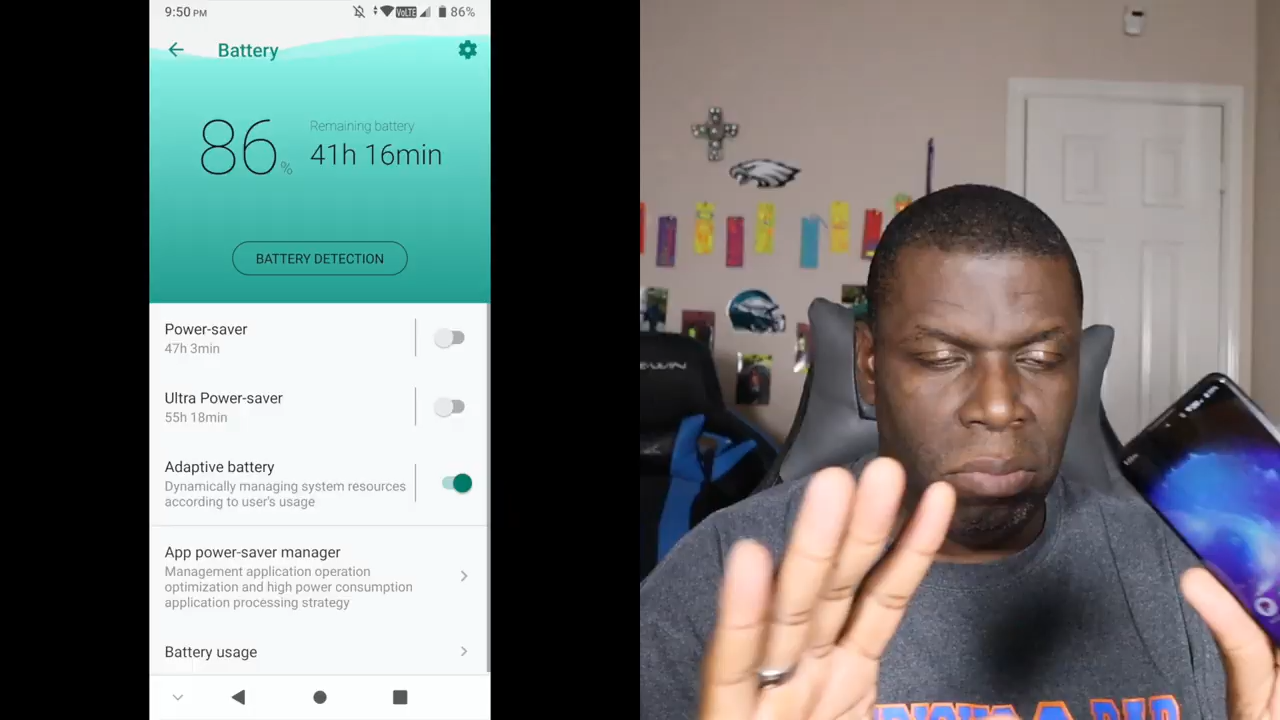 9:50 PM
VoLTE
86%
Battery
86%
Remaining battery
41h 16min
BATTERY DETECTION
Power-saver
47h 3min
Ultra Power-saver
55h 18min
Adaptive battery
Dynamically managing system resources
according to user's usage
App power-saver manager
Management application operation
optimization and high power consumption
application processing strategy
Battery usage